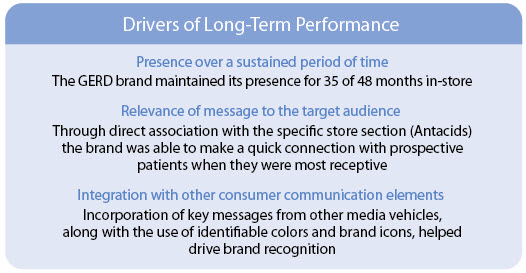 Drivers of Long-Term Performance
Presence over a sustained period of time
The GERD brand maintained its presence for 35 of 48 months in-store
Relevance of message to the target audience
Through direct association with the specific store section (Antacids)
the brand was able to make a quick connection with prospective
patients when they were most receptive
Integration with other consumer communication elements
Incorporation of key messages from other media vehicles,
along with the use of identifiable colors and brand icons, helped
drive brand recognition